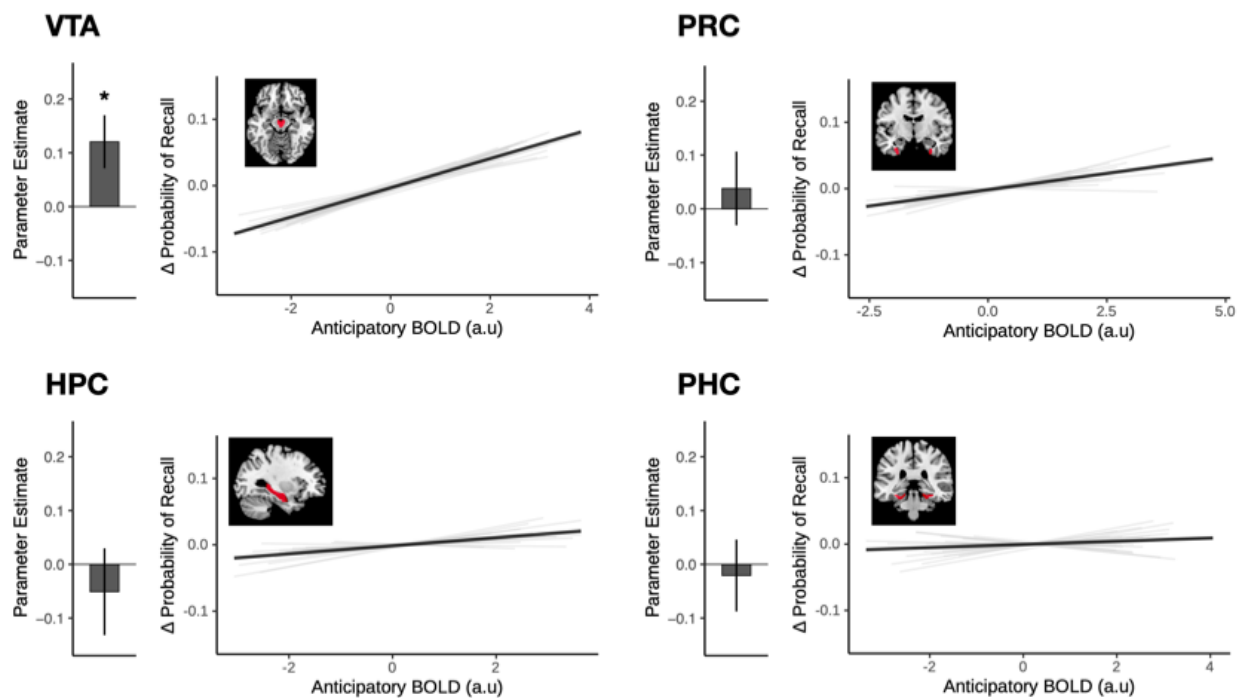 VTA
Parameter Estimate
0.2
0.1
0.0
−0.1
*
Δ Probability of Recall
0.1
0.0
-0.1
-2
0
2
4
Anticipatory BOLD (a.u)
PRC
Parameter Estimate
0.2
0.1
0.0
−0.1
Δ Probability of Recall
0.1
0.0
-0.1
-2.5
0.0
2.5
5.0
Anticipatory BOLD (a.u)
HPC
Parameter Estimate
0.2
0.1
0.0
−0.1
Δ Probability of Recall
0.1
0.0
-0.1
-2
0
2
Anticipatory BOLD (a.u)
PHC
Parameter Estimate
0.2
0.1
0.0
−0.1
Δ Probability of Recall
0.1
0.0
-0.1
-2
0
2
4
Anticipatory BOLD (a.u)